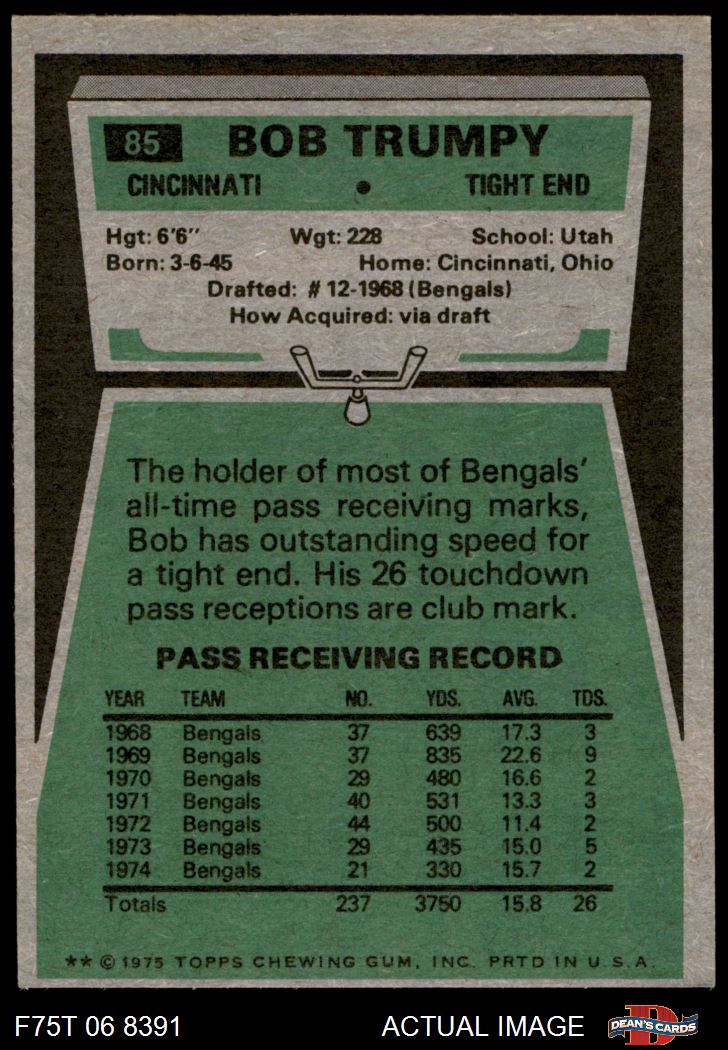 85 BOB TRUMPY
CINCINNATI • TIGHT END
Hgt: 6'6" Wgt: 228 School: Utah
Born: 3-6-45 Home: Cincinnati, Ohio
Drafted: #12-1968 (Bengals)
How Acquired: via draft
The holder of most of Bengals'
all-time pass receiving marks,
Bob has outstanding speed for
a tight end. His 26 touchdown
pass receptions are club mark.
PASS RECEIVING RECORD
YEAR TEAM NO. YDS. AVG. TDS.
1968 Bengals 37 639 17.3 3
1969 Bengals 37 835 22.6 9
1970 Bengals 29 480 16.6 2
1971 Bengals 40 531 13.3 3
1972 Bengals 44 500 11.4 2
1973 Bengals 29 435 15.0 5
1974 Bengals 21 330 15.7 2
Totals 237 3750 15.8 26
** © 1975 TOPPS CHEWING GUM, INC. PRTD IN U.S.A.
F75T 06 8391 ACTUAL IMAGE D DEAN'S CARDS